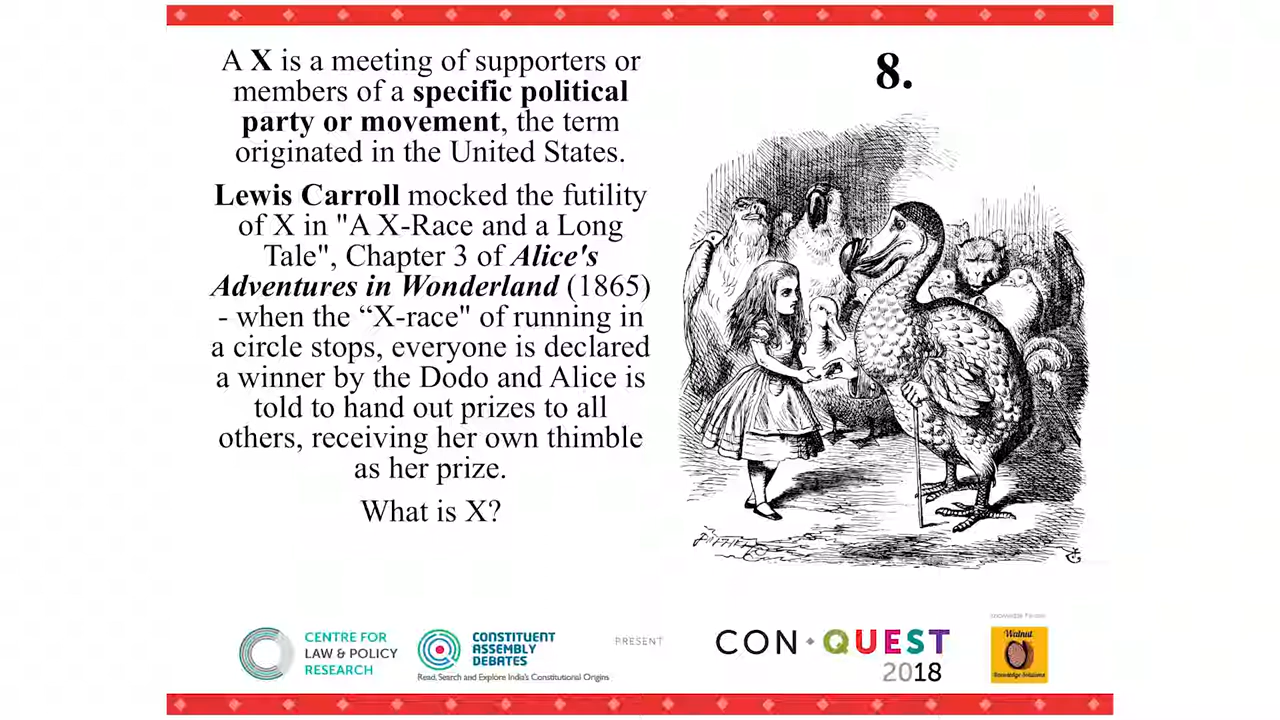 A X is a meeting of supporters or
members of a specific political
party or movement, the term
originated in the United States.
Lewis Carroll mocked the futility
of X in "A X-Race and a Long
Tale", Chapter 3 of Alice's
Adventures in Wonderland (1865)
- when the “X-race" of running in
a circle stops, everyone is declared
a winner by the Dodo and Alice is
told to hand out prizes to all
others, receiving her own thimble
as her prize.
What is X?
8.
CENTRE FOR
LAW & POLICY
RESEARCH
CONSTITUENT
ASSEMBLY
DEBATES
Read, Search and Explore India's Constitutional Origins
PRESENT
CON QUEST
2018
Walnut
Knowledge Solutions